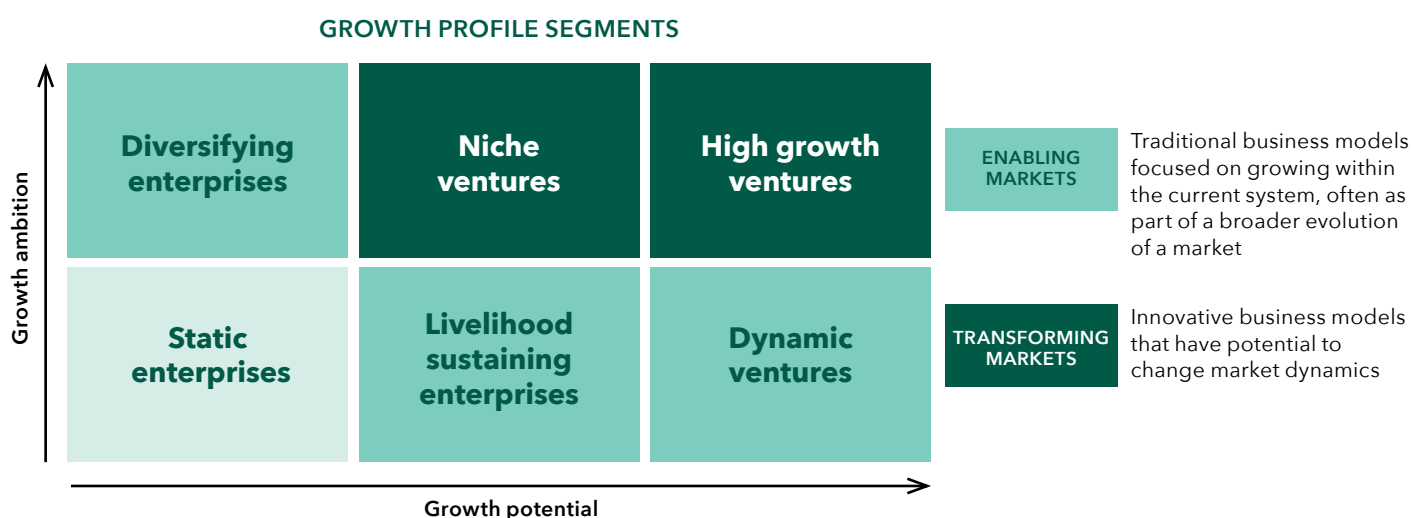 GROWTH PROFILE SEGMENTS
Growth ambition
Diversifying
enterprises
Niche
ventures
High growth
ventures
Static
enterprises
Livelihood
sustaining
enterprises
Dynamic
ventures
Growth potential
ENABLING
MARKETS
Traditional business models
focused on growing within
the current system, often as
part of a broader evolution
of a market
TRANSFORMING
MARKETS
Innovative business models
that have potential to
change market dynamics